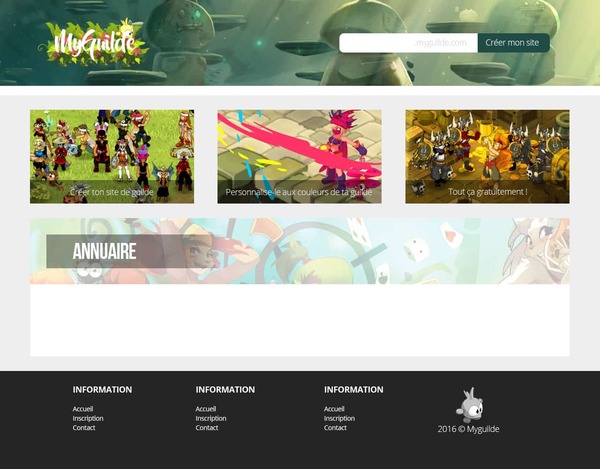 MyGuilde
.myguilde.com
Créer mon site
Créer ton site de guilde
Personnalise-le aux couleurs de ta guilde
Tout ça gratuitement !
ANNUAIRE
INFORMATION
Accueil
Inscription
Contact
INFORMATION
Accueil
Inscription
Contact
INFORMATION
Accueil
Inscription
Contact
2016 © Myguilde